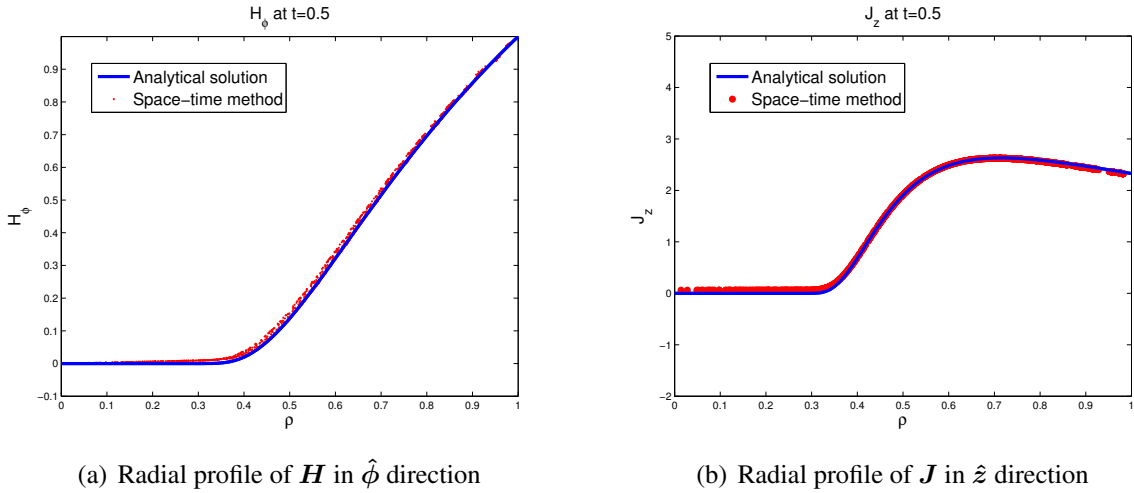 H_ϕ at t=0.5
1
0.9
0.8
0.7
0.6
0.5
0.4
0.3
0.2
0.1
0
−0.1
H_ϕ
Analytical solution
Space−time method
0 0.1 0.2 0.3 0.4 0.5 0.6 0.7 0.8 0.9 1
ρ
(a) Radial profile of H in ϕ̂ direction
J_z at t=0.5
5
4
3
2
1
0
−1
−2
J_z
Analytical solution
Space−time method
0 0.1 0.2 0.3 0.4 0.5 0.6 0.7 0.8 0.9 1
ρ
(b) Radial profile of J in ẑ direction